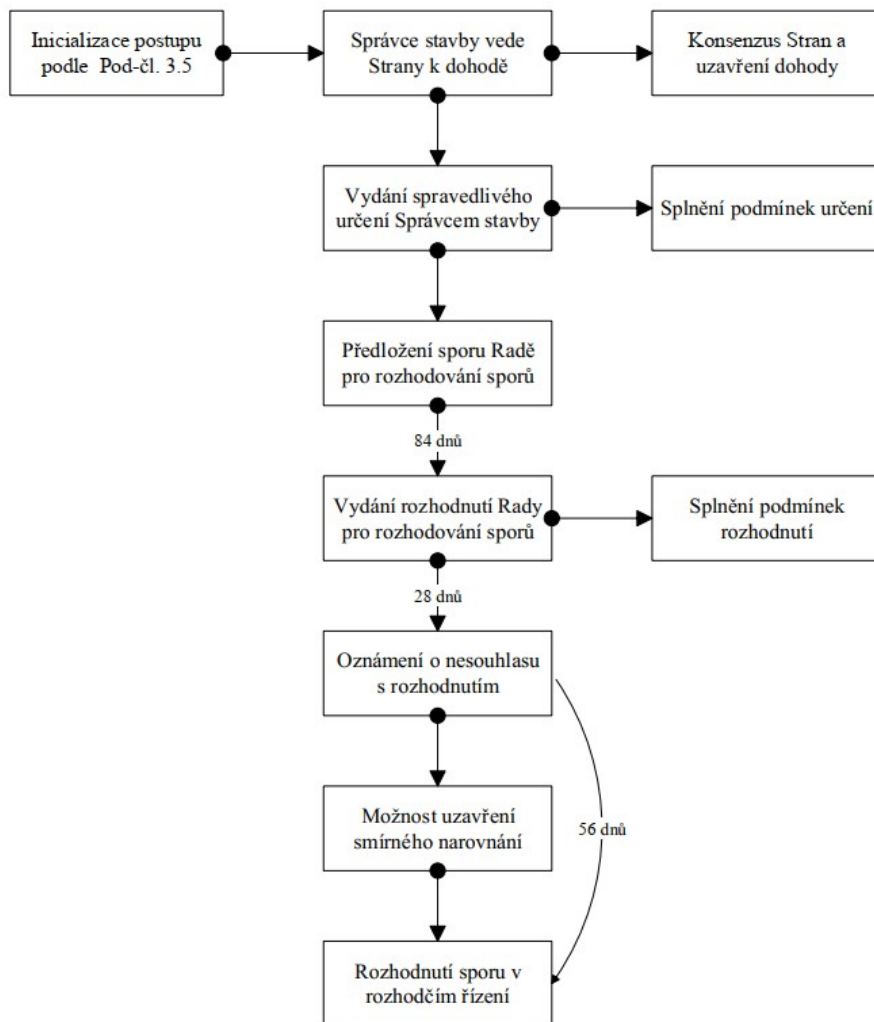 Inicializace postupu
podle Pod-čl. 3.5
Správce stavby vede
Strany k dohodě
Konsenzus Stran a
uzavření dohody
Vydání spravedlivého
určení Správcem stavby
Splnění podmínek určení
Předložení sporu Radě
pro rozhodování sporů
84 dnů
Vydání rozhodnutí Rady
pro rozhodování sporů
Splnění podmínek
rozhodnutí
28 dnů
Oznámení o nesouhlasu
s rozhodnutím
Možnost uzavření
smírného narovnání
56 dnů
Rozhodnutí sporu v
rozhodčím řízení